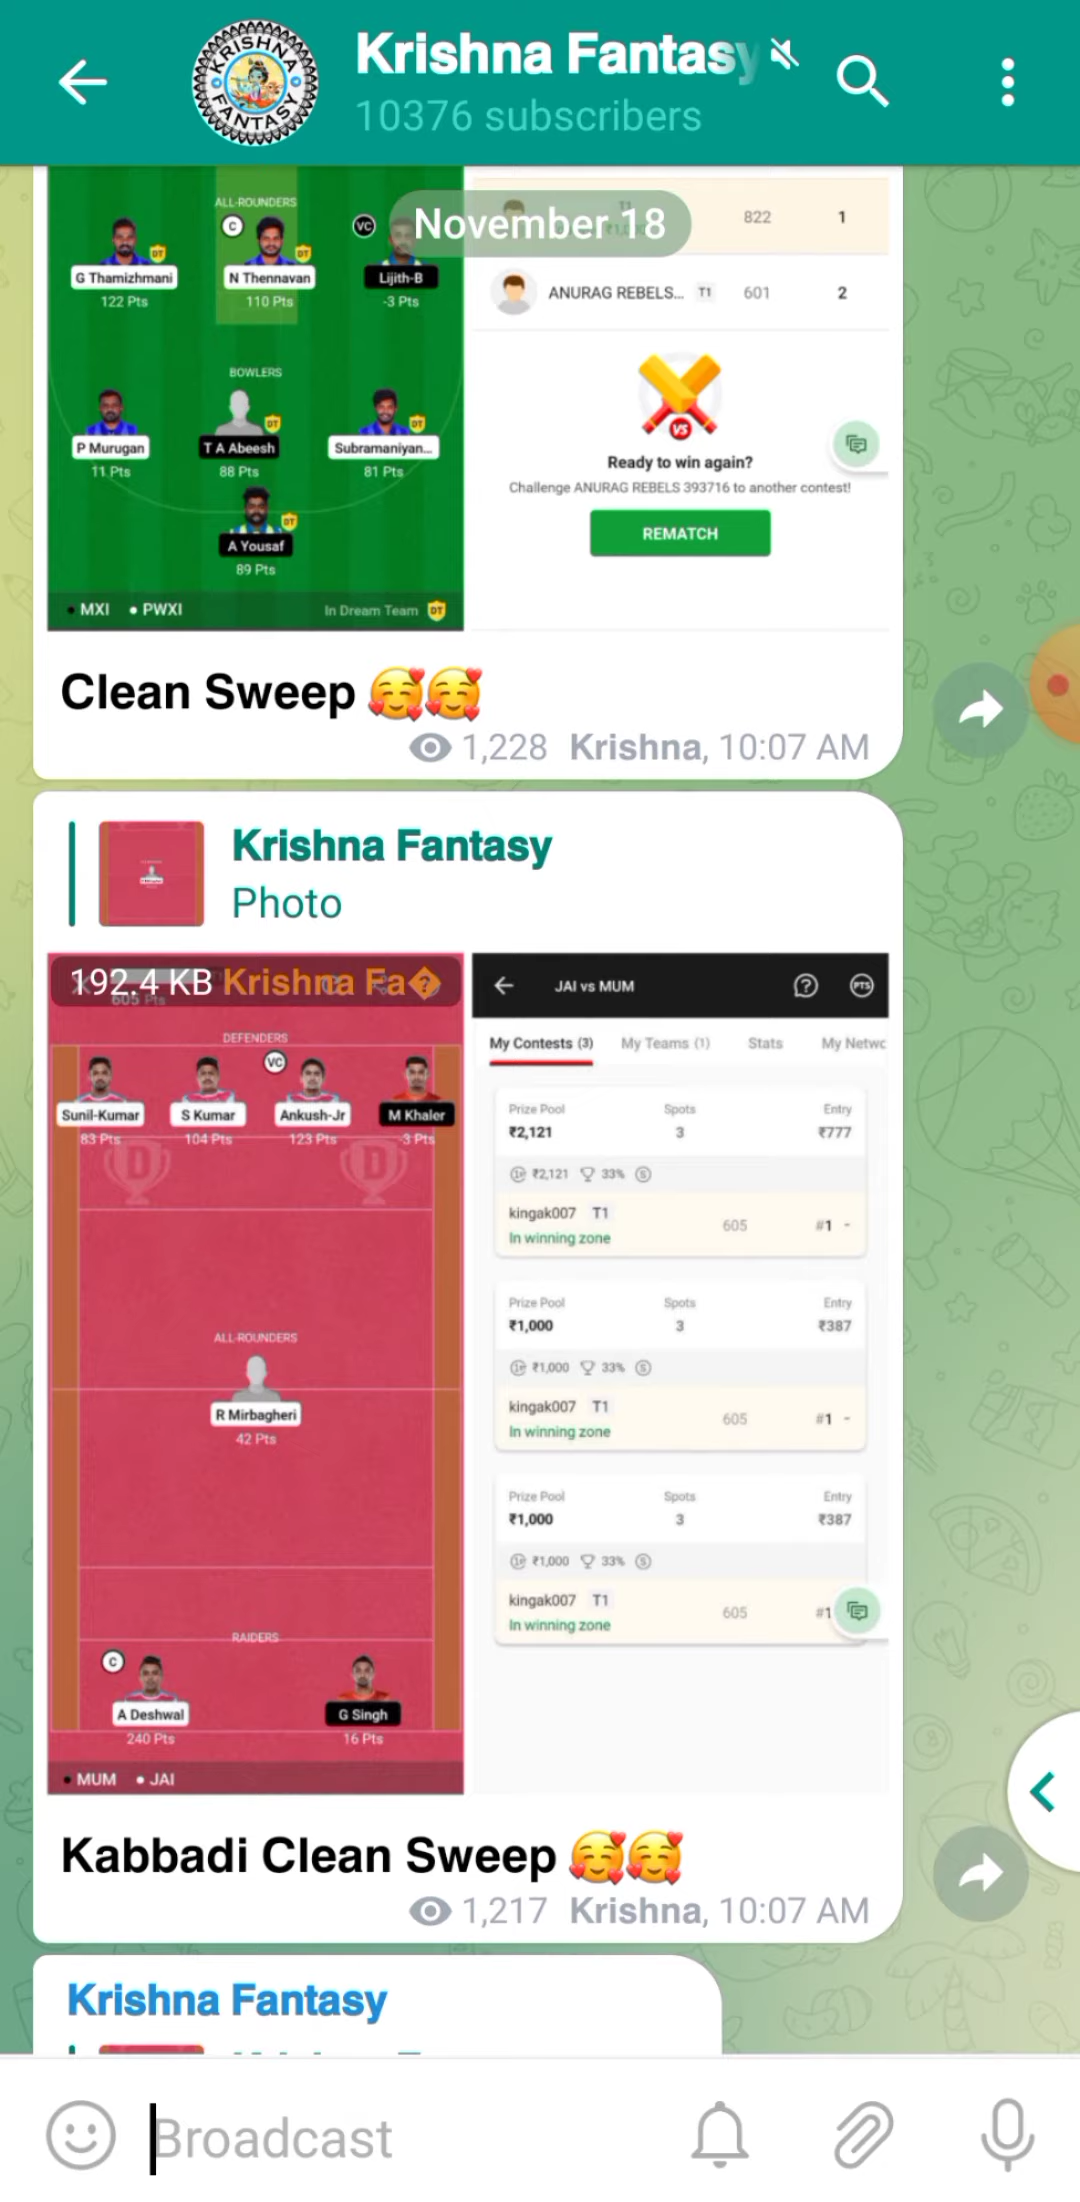 KRISHNA FANTASY
Krishna Fantasy
10376 subscribers
November 18
ALL-ROUNDERS
C
VC
DT
DT
G Thamizhmani
N Thennavan
Lijith-B
122 Pts
110 Pts
-3 Pts
BOWLERS
DT
DT
P Murugan
T A Abeesh
Subramaniyan...
11 Pts
88 Pts
81 Pts
DT
A Yousaf
89 Pts
MXI
PWXI
In Dream Team DT
T1
822
1
ANURAG REBELS... T1
601
2
VS
Ready to win again?
Challenge ANURAG REBELS 393716 to another contest!
REMATCH
Clean Sweep 🥰🥰
1,228 Krishna, 10:07 AM
Krishna Fantasy
Photo
192.4 KB Krishna Fa�
605 Pts
DEFENDERS
VC
Sunil-Kumar
S Kumar
Ankush-Jr
M Khaler
83 Pts
104 Pts
123 Pts
-3 Pts
D
D
ALL-ROUNDERS
R Mirbagheri
42 Pts
RAIDERS
C
A Deshwal
G Singh
240 Pts
16 Pts
MUM
JAI
JAI vs MUM
PTS
My Contests (3)
My Teams (1)
Stats
My Netwo
Prize Pool
Spots
Entry
₹2,121
3
₹777
₹2,121
33%
S
kingak007 T1
605
#1 -
In winning zone
Prize Pool
Spots
Entry
₹1,000
3
₹387
₹1,000
33%
S
kingak007 T1
605
#1 -
In winning zone
Prize Pool
Spots
Entry
₹1,000
3
₹387
₹1,000
33%
S
kingak007 T1
605
#1
In winning zone
Kabbadi Clean Sweep 🥰🥰
1,217 Krishna, 10:07 AM
Krishna Fantasy
Broadcast